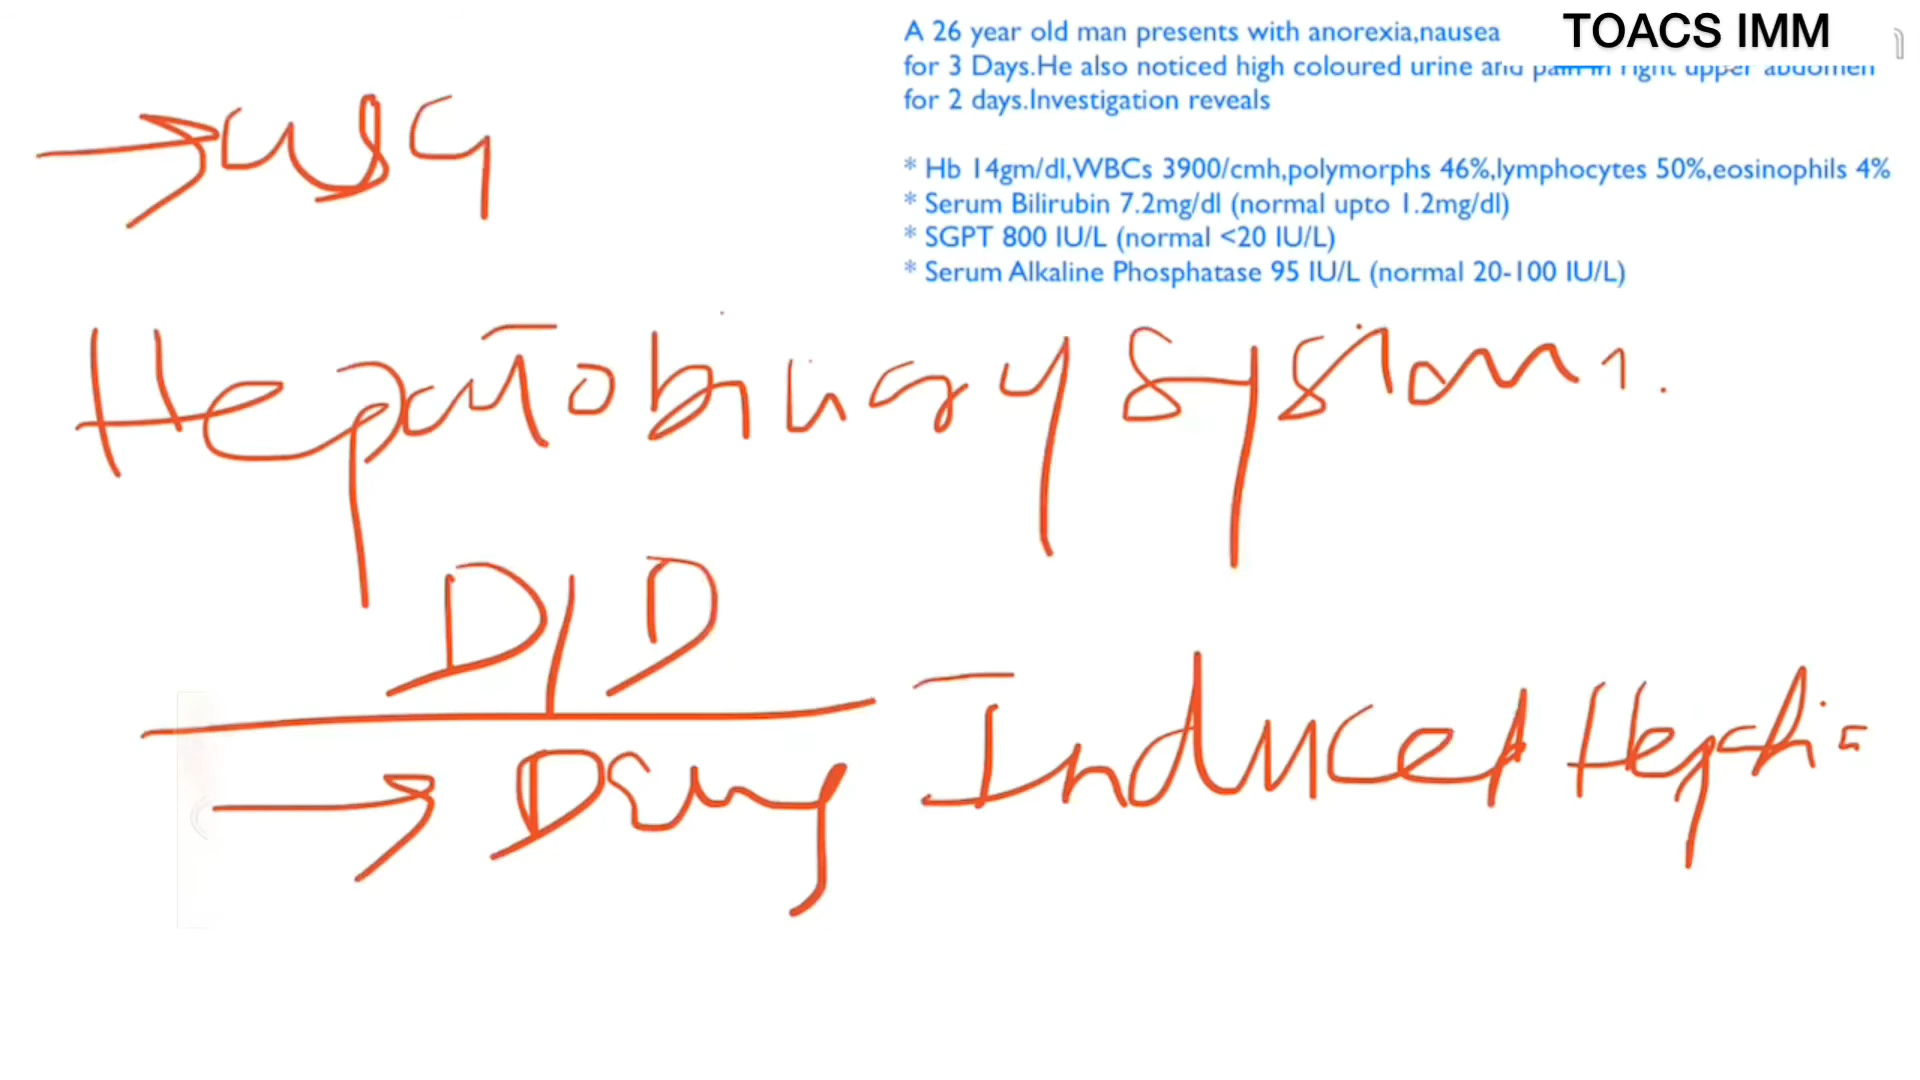 A 26 year old man presents with anorexia,nausea
TOACS IMM
for 3 Days.He also noticed high coloured urine and pain in right upper abdomen
for 2 days.Investigation reveals
* Hb 14gm/dl,WBCs 3900/cmh,polymorphs 46%,lymphocytes 50%,eosinophils 4%
* Serum Bilirubin 7.2mg/dl (normal upto 1.2mg/dl)
* SGPT 800 IU/L (normal <20 IU/L)
* Serum Alkaline Phosphatase 95 IU/L (normal 20-100 IU/L)
→ USG
Hepatobiliary System.
D/D
→ Drug Induced